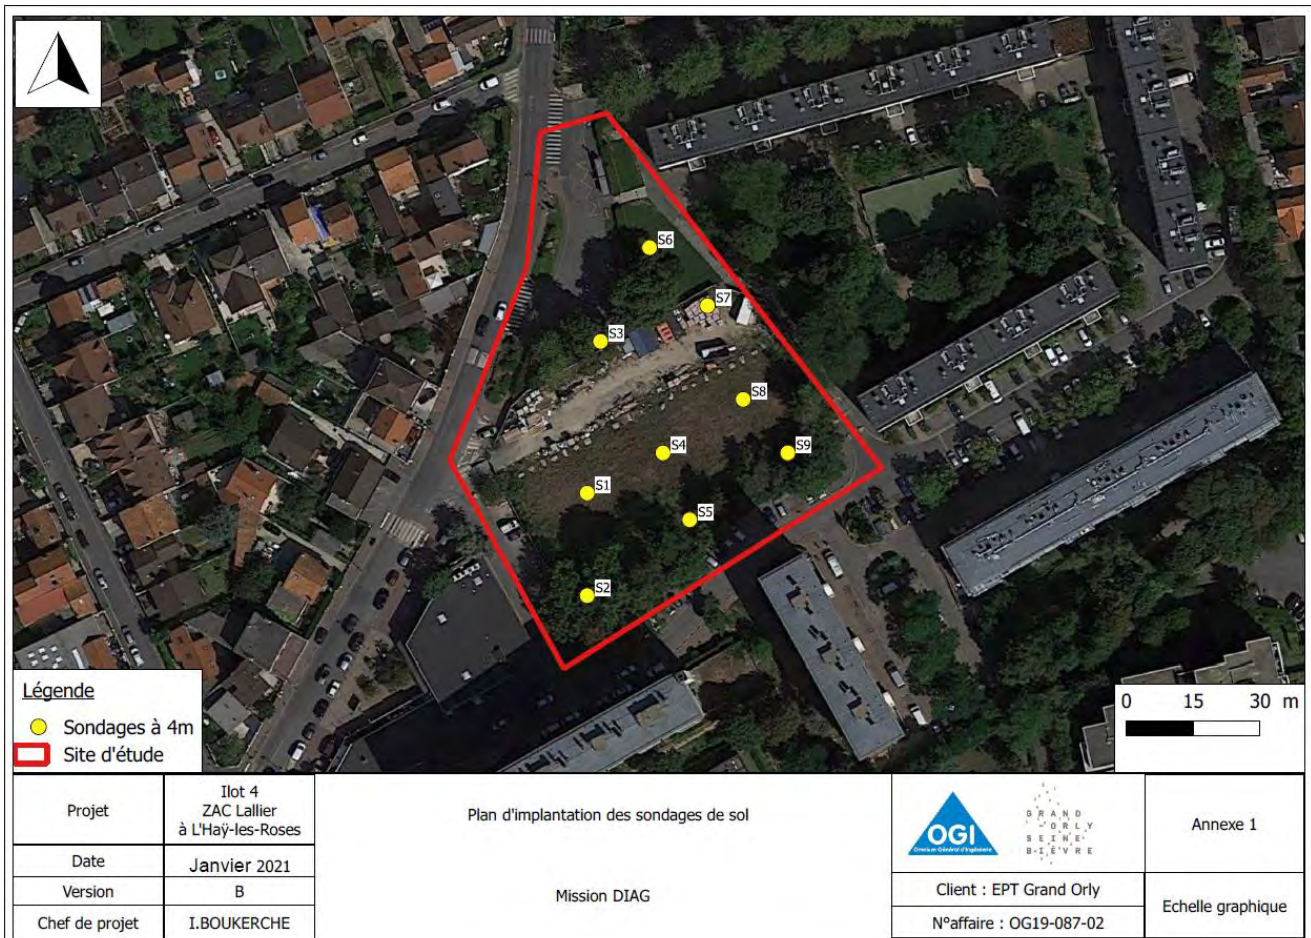 S6
S7
S3
S8
S4
S9
S1
S5
S2
Légende
Sondages à 4m
Site d'étude
0 15 30 m
Projet
Ilot 4
ZAC Lallier
à L'Haÿ-les-Roses
Date
Janvier 2021
Version
B
Chef de projet
I.BOUKERCHE
Plan d'implantation des sondages de sol
Mission DIAG
OGI
Omnium Général d'Ingénierie
GRAND
-ORLY
SEINE-
BIÈVRE
Client : EPT Grand Orly
N°affaire : OG19-087-02
Annexe 1
Echelle graphique